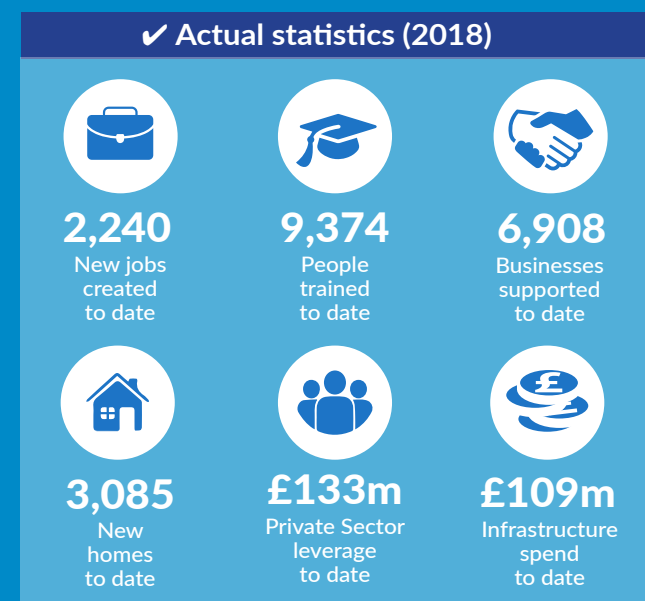 ✔ Actual statistics (2018)
2,240
New jobs
created
to date
9,374
People
trained
to date
6,908
Businesses
supported
to date
3,085
New
homes
to date
£133m
Private Sector
leverage
to date
£109m
Infrastructure
spend
to date